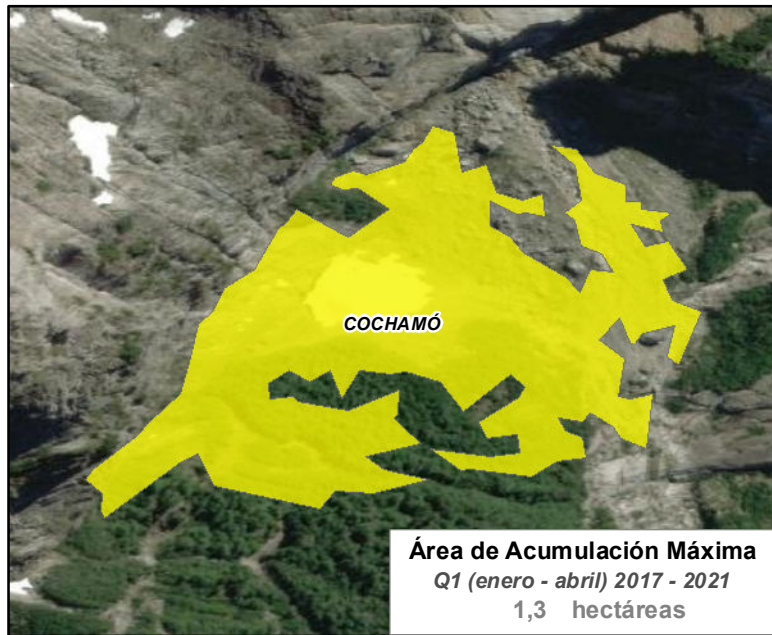 COCHAMÓ
Área de Acumulación Máxima
Q1 (enero - abril) 2017 - 2021
1,3 hectáreas